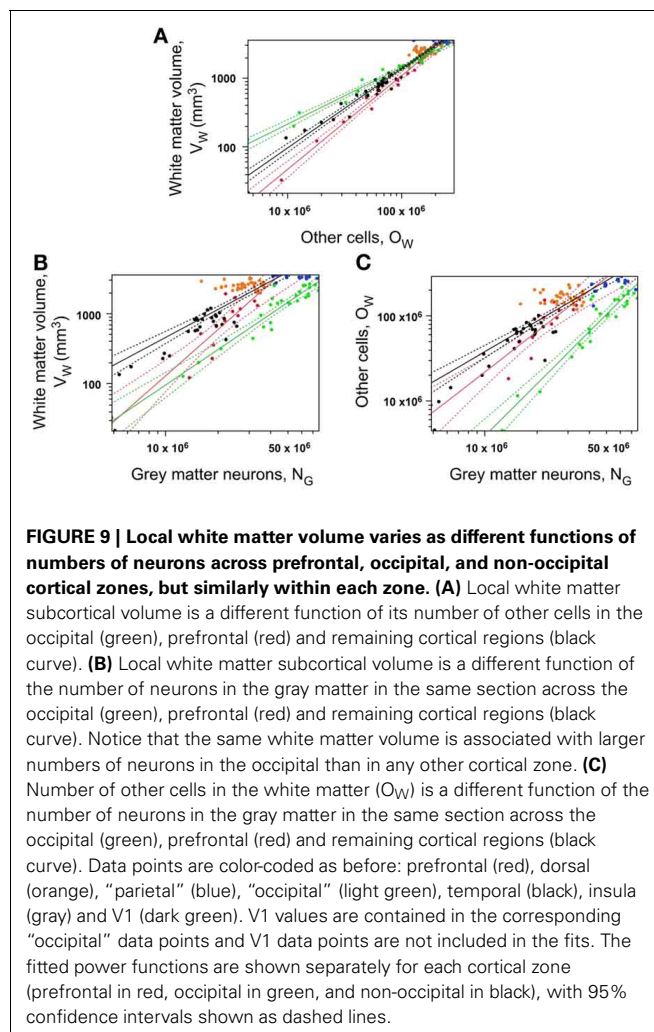 A
White matter volume,
V_W (mm³)
1000
100
10 x 10⁶
100 x 10⁶
Other cells, O_W
B
White matter volume,
V_W (mm³)
1000
100
10 x 10⁶
50 x 10⁶
Grey matter neurons, N_G
C
Other cells, O_W
100 x 10⁶
10 x 10⁶
10 x 10⁶
50 x 10⁶
Grey matter neurons, N_G
FIGURE 9 | Local white matter volume varies as different functions of
numbers of neurons across prefrontal, occipital, and non-occipital
cortical zones, but similarly within each zone. (A) Local white matter
subcortical volume is a different function of its number of other cells in the
occipital (green), prefrontal (red) and remaining cortical regions (black
curve). (B) Local white matter subcortical volume is a different function of
the number of neurons in the gray matter in the same section across the
occipital (green), prefrontal (red) and remaining cortical regions (black
curve). Notice that the same white matter volume is associated with larger
numbers of neurons in the occipital than in any other cortical zone. (C)
Number of other cells in the white matter (O_W) is a different function of the
number of neurons in the gray matter in the same section across the
occipital (green), prefrontal (red) and remaining cortical regions (black
curve). Data points are color-coded as before: prefrontal (red), dorsal
(orange), “parietal” (blue), “occipital” (light green), temporal (black), insula
(gray) and V1 (dark green). V1 values are contained in the corresponding
“occipital” data points and V1 data points are not included in the fits. The
fitted power functions are shown separately for each cortical zone
(prefrontal in red, occipital in green, and non-occipital in black), with 95%
confidence intervals shown as dashed lines.